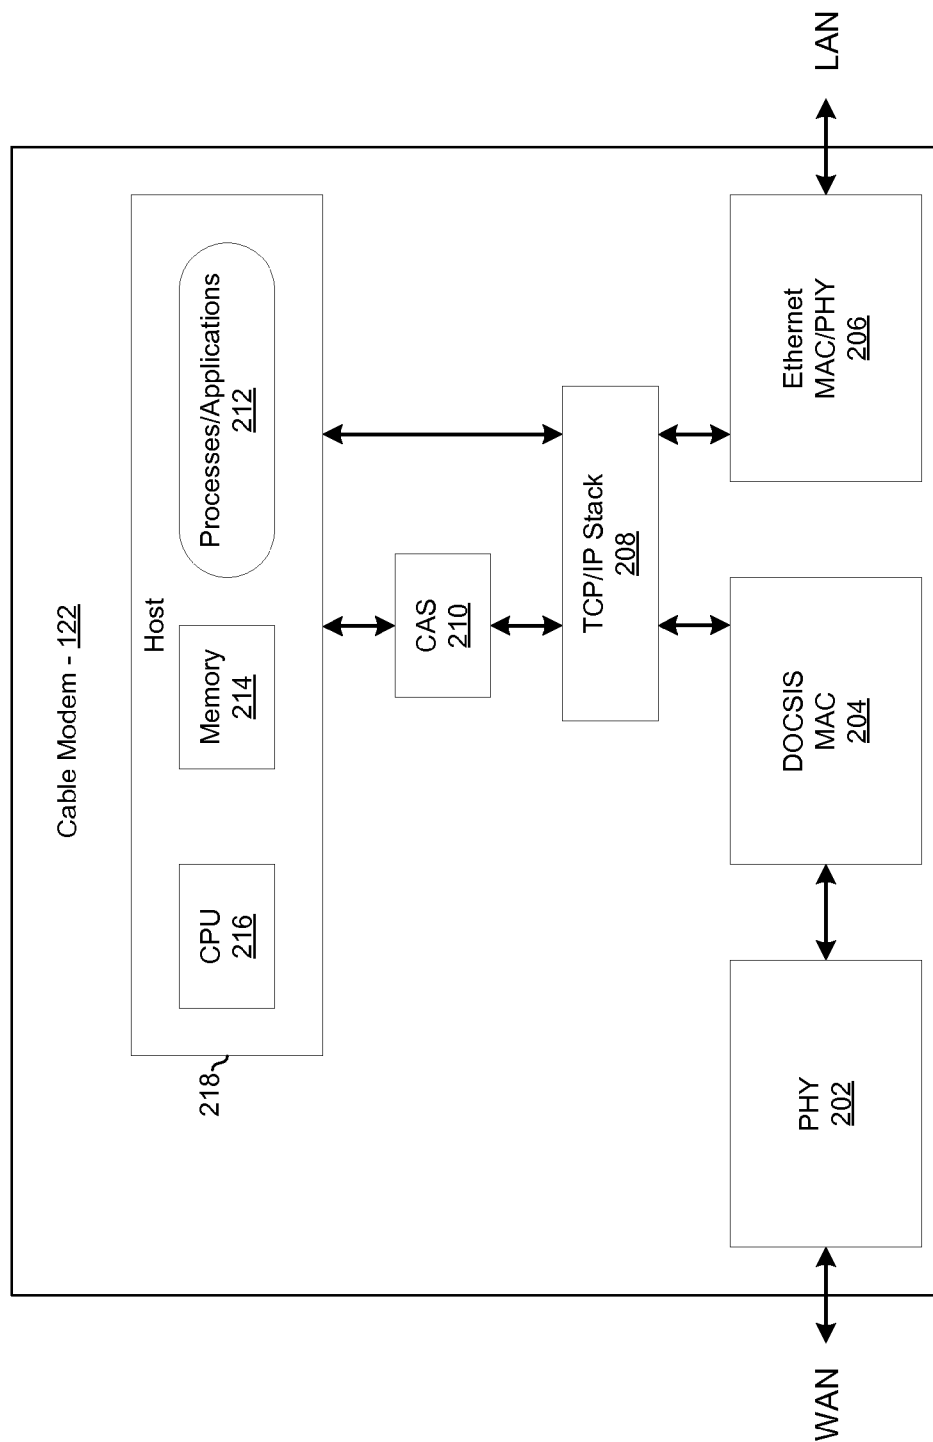 Cable Modem - 122
Host
218
CPU
216
Memory
214
Processes/Applications
212
CAS
210
TCP/IP Stack
208
WAN
PHY
202
DOCSIS
MAC
204
Ethernet
MAC/PHY
206
LAN